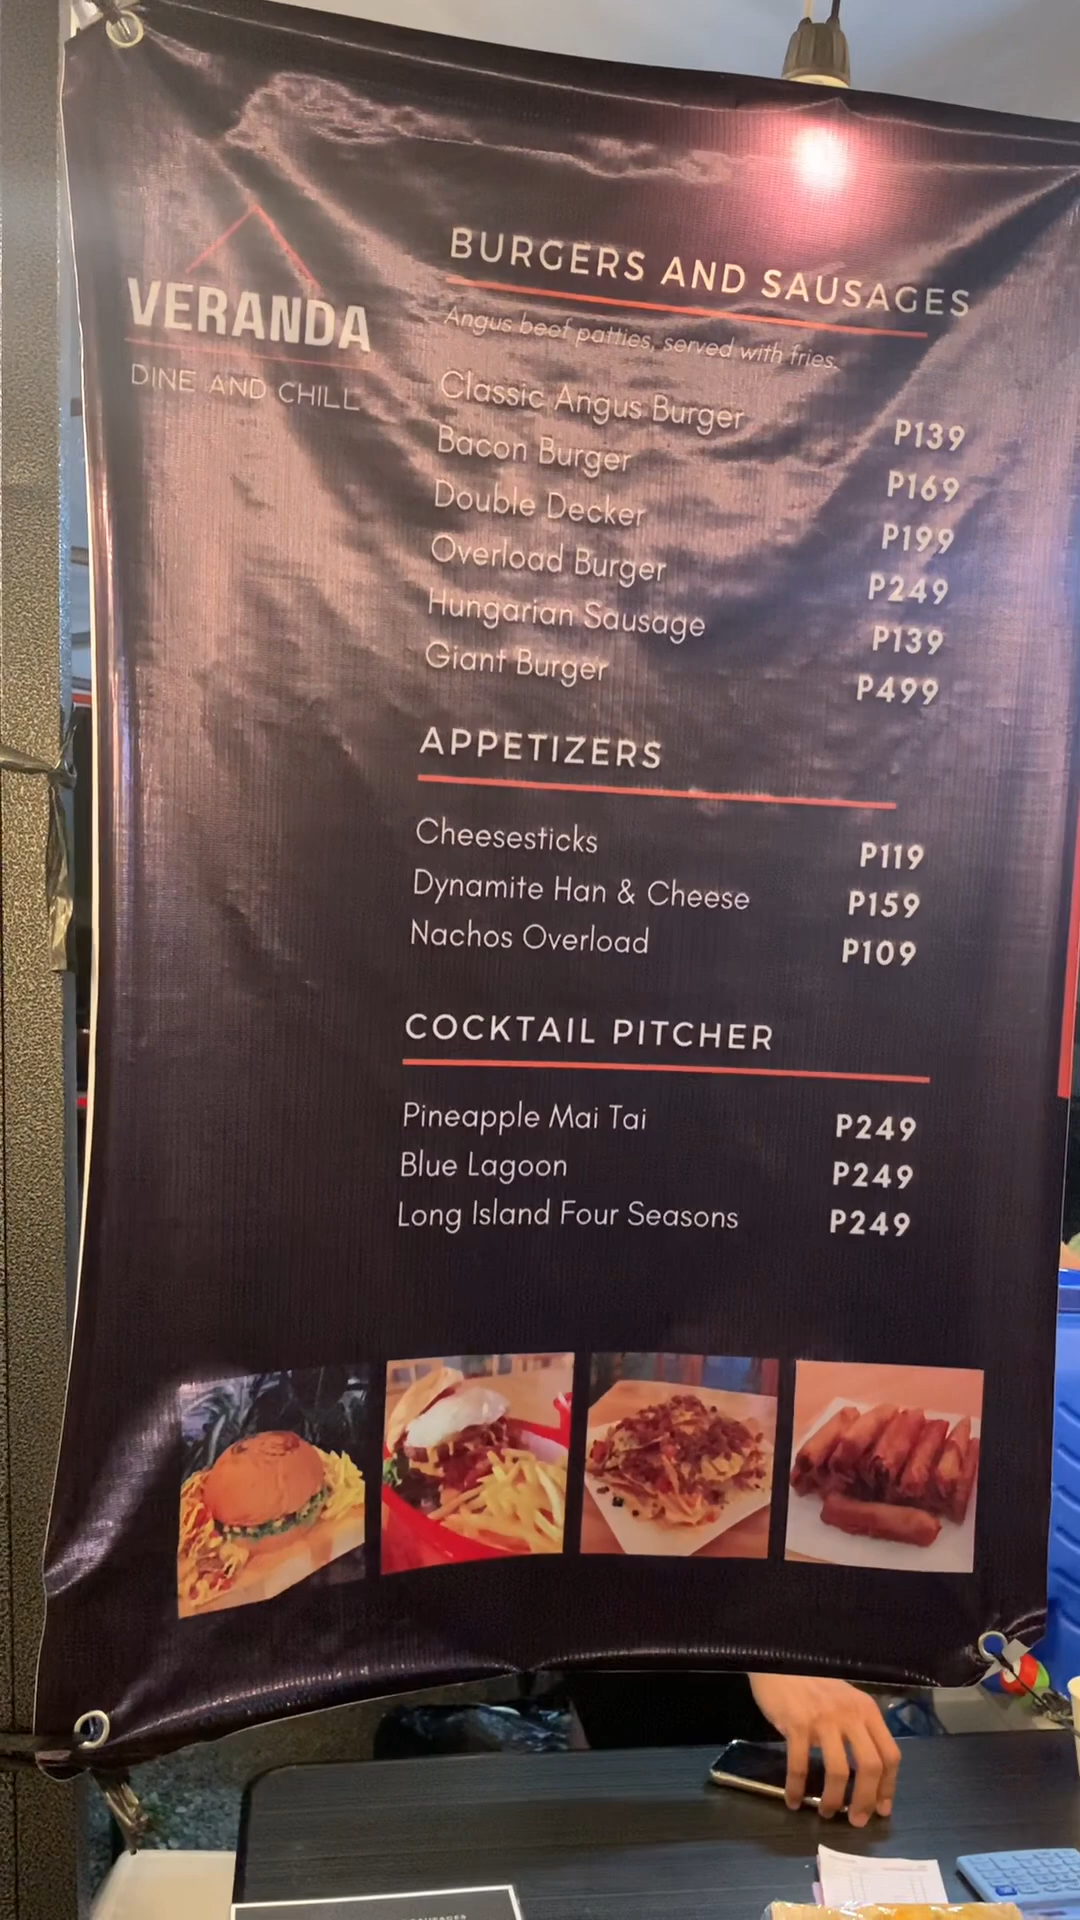 VERANDA
DINE AND CHILL
BURGERS AND SAUSAGES
Angus beef patties, served with fries.
Classic Angus Burger P139
Bacon Burger P169
Double Decker P199
Overload Burger P249
Hungarian Sausage P139
Giant Burger P499
APPETIZERS
Cheesesticks P119
Dynamite Han & Cheese P159
Nachos Overload P109
COCKTAIL PITCHER
Pineapple Mai Tai P249
Blue Lagoon P249
Long Island Four Seasons P249